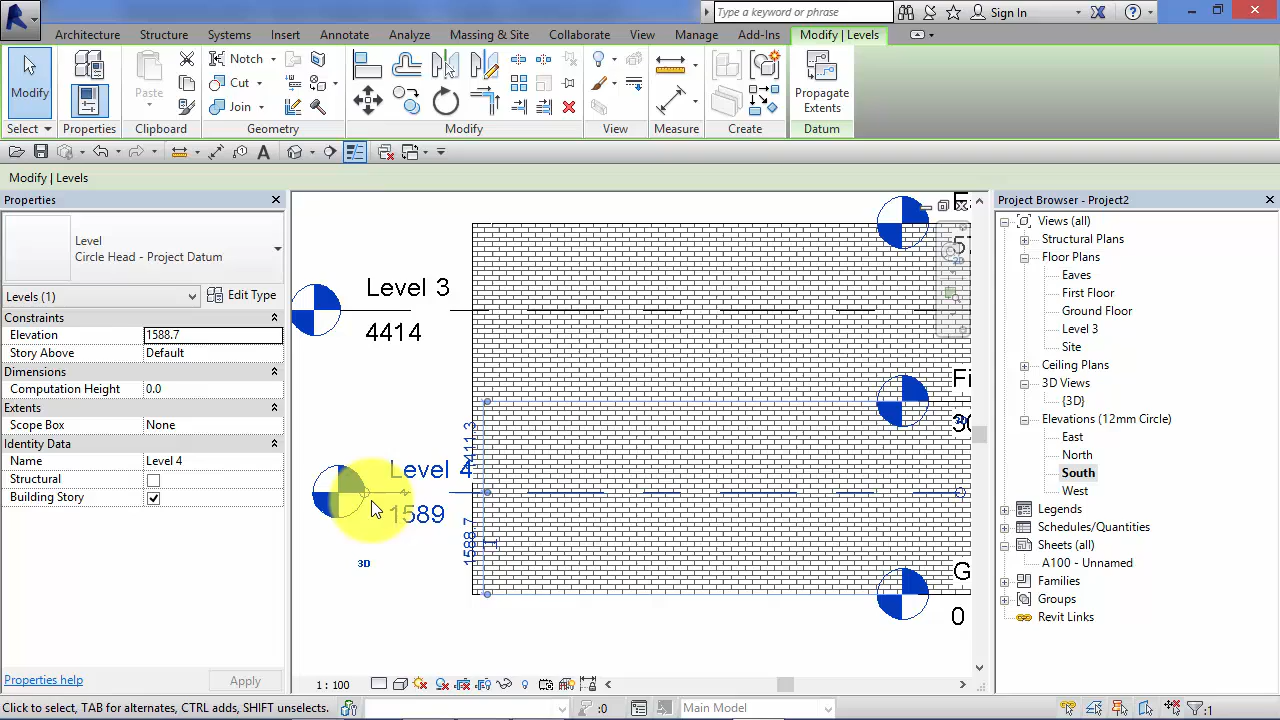 Type a keyword or phrase
Sign In
Architecture Structure Systems Insert Annotate Analyze Massing & Site Collaborate View Manage Add-Ins Modify | Levels
Modify
Paste
Notch
Cut
Join
Propagate
Extents
Select Properties Clipboard Geometry Modify View Measure Create Datum
Modify | Levels
Properties
Level
Circle Head - Project Datum
Levels (1)
Edit Type
Constraints
Elevation 1588.7
Story Above Default
Dimensions
Computation Height 0.0
Extents
Scope Box None
Identity Data
Name Level 4
Structural
Building Story
Properties help
Apply
Level 3
4414
Level 4
1589
3D
1411.3
1588.7
Fi
G
0
1 : 100
Project Browser - Project2
Views (all)
Structural Plans
Floor Plans
Eaves
First Floor
Ground Floor
Level 3
Site
Ceiling Plans
3D Views
{3D}
Elevations (12mm Circle)
East
North
South
West
Legends
Schedules/Quantities
Sheets (all)
A100 - Unnamed
Families
Groups
Revit Links
Click to select, TAB for alternates, CTRL adds, SHIFT unselects.
:0
Main Model
:1